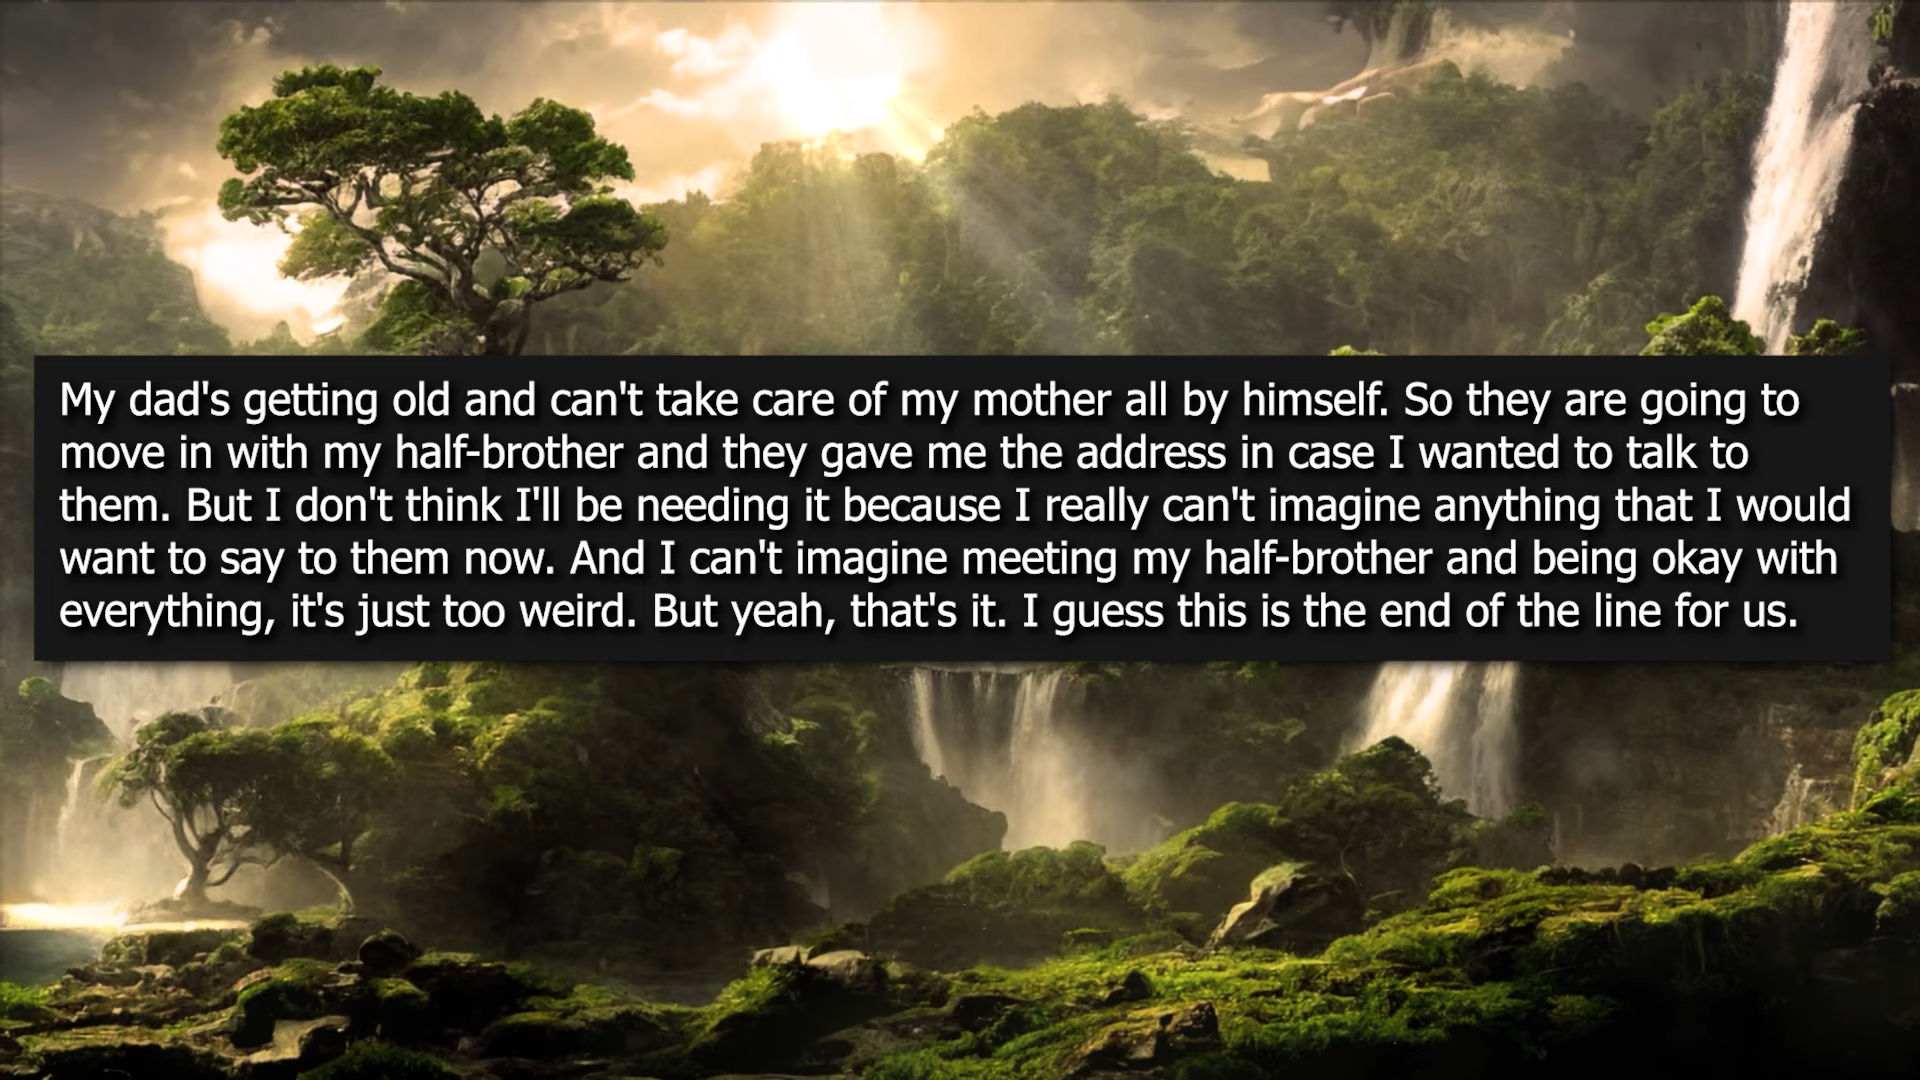 My dad's getting old and can't take care of my mother all by himself. So they are going to
move in with my half-brother and they gave me the address in case I wanted to talk to
them. But I don't think I'll be needing it because I really can't imagine anything that I would
want to say to them now. And I can't imagine meeting my half-brother and being okay with
everything, it's just too weird. But yeah, that's it. I guess this is the end of the line for us.